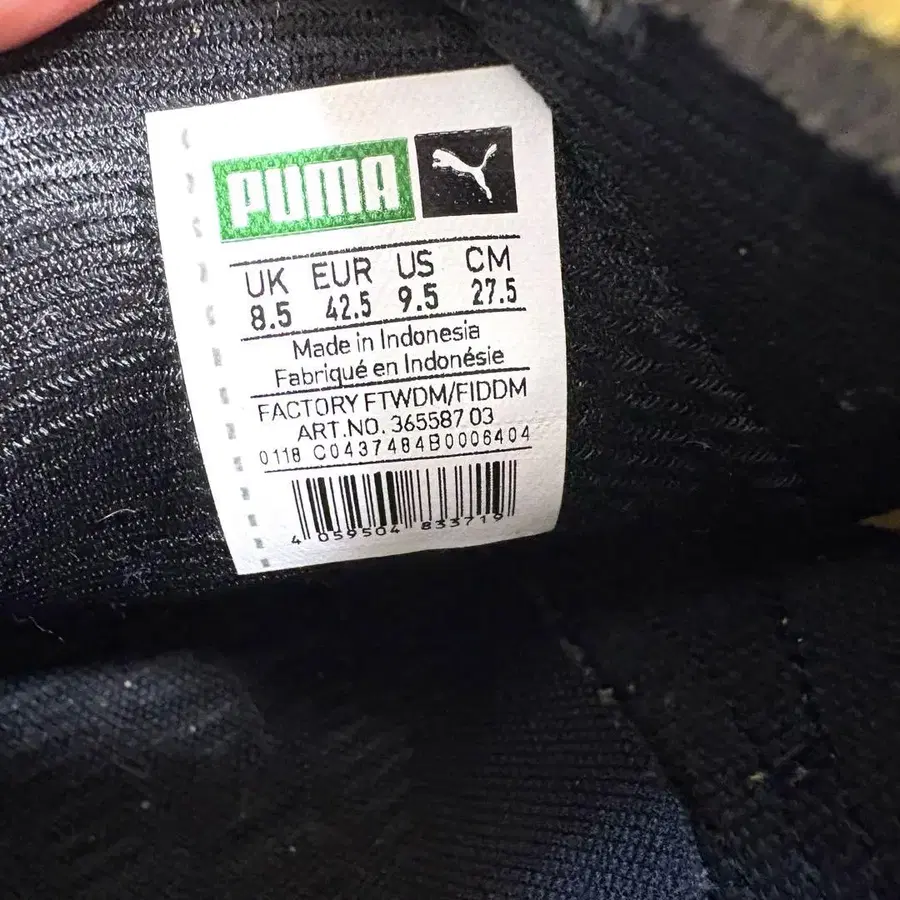 PUMA
UK EUR US CM
8.5 42.5 9.5 27.5
Made in Indonesia
Fabriqué en Indonésie
FACTORY FTWDM/FIDDM
ART.NO. 365587 03
0118 C0437484B0006404
4 059504 833719